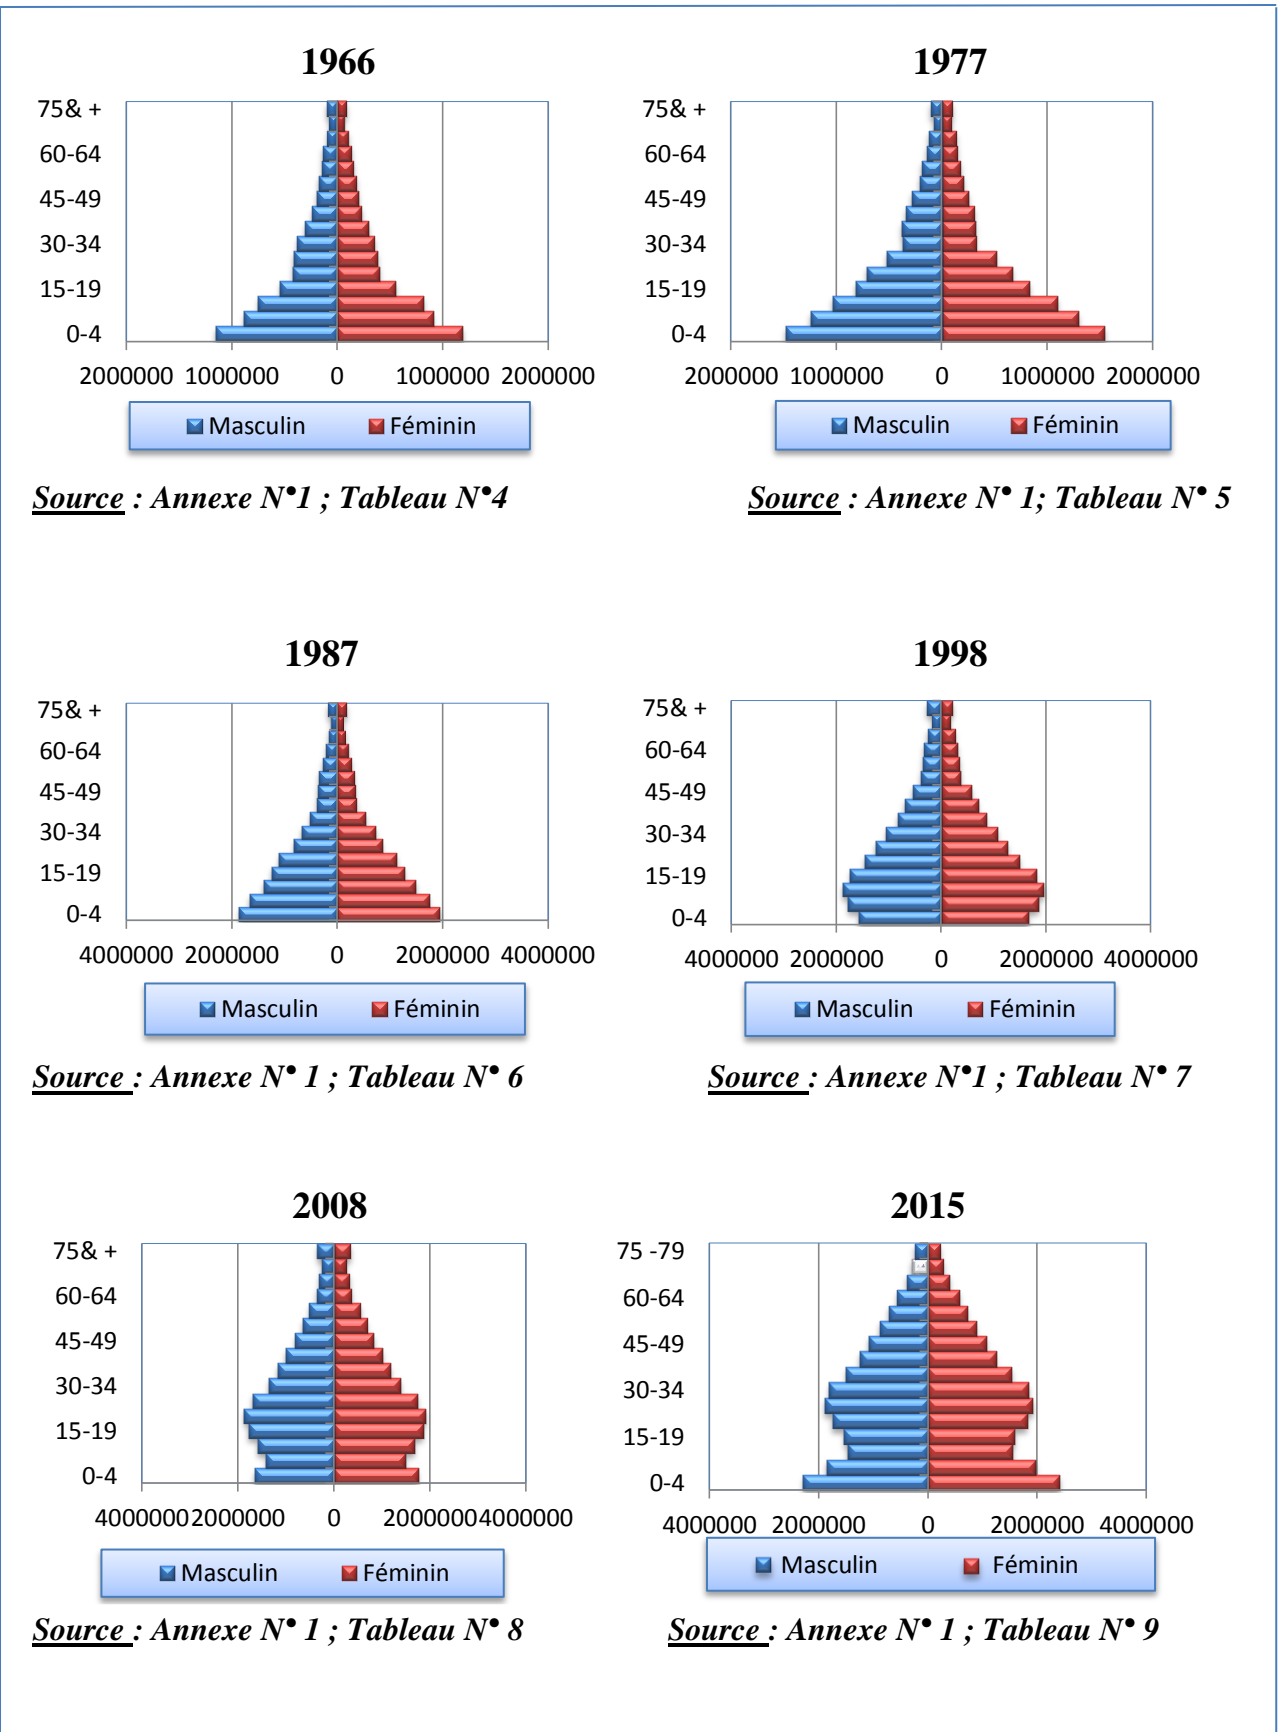 1966
75& +
60-64
45-49
30-34
15-19
0-4
2000000 1000000 0 1000000 2000000
Masculin Féminin
Source : Annexe N°1 ; Tableau N°4
1977
75& +
60-64
45-49
30-34
15-19
0-4
2000000 1000000 0 1000000 2000000
Masculin Féminin
Source : Annexe N° 1; Tableau N° 5
1987
75& +
60-64
45-49
30-34
15-19
0-4
4000000 2000000 0 2000000 4000000
Masculin Féminin
Source : Annexe N° 1 ; Tableau N° 6
1998
75& +
60-64
45-49
30-34
15-19
0-4
4000000 2000000 0 2000000 4000000
Masculin Féminin
Source : Annexe N°1 ; Tableau N° 7
2008
75& +
60-64
45-49
30-34
15-19
0-4
4000000 2000000 0 2000000 4000000
Masculin Féminin
Source : Annexe N° 1 ; Tableau N° 8
2015
75 -79
60-64
45-49
30-34
15-19
0-4
4000000 2000000 0 2000000 4000000
Masculin Féminin
Source : Annexe N° 1 ; Tableau N° 9